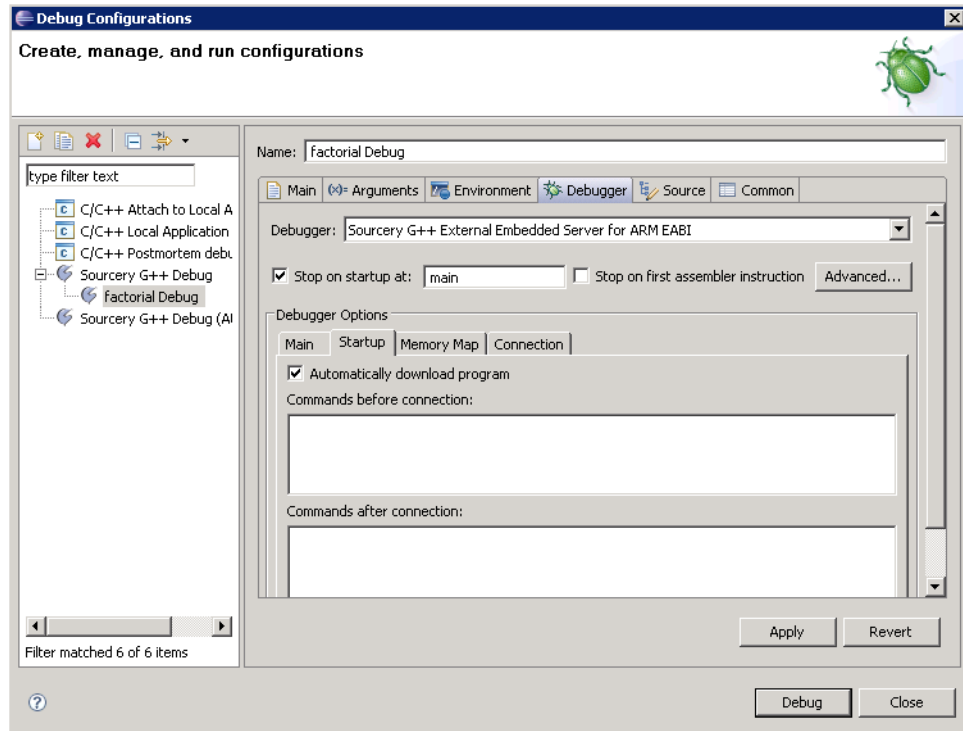 Debug Configurations
Create, manage, and run configurations
type filter text
C/C++ Attach to Local A
C/C++ Local Application
C/C++ Postmortem debu
Sourcery G++ Debug
factorial Debug
Sourcery G++ Debug (Al
Filter matched 6 of 6 items
Name: factorial Debug
Main (x)= Arguments Environment Debugger Source Common
Debugger: Sourcery G++ External Embedded Server for ARM EABI
Stop on startup at: main Stop on first assembler instruction Advanced...
Debugger Options
Main Startup Memory Map Connection
Automatically download program
Commands before connection:
Commands after connection:
Apply Revert
? Debug Close